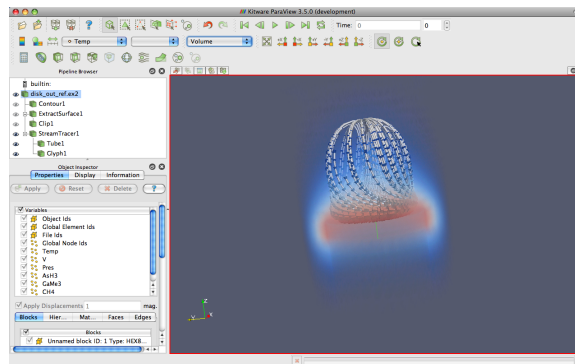 Kitware ParaView 3.5.0 (development)
Time: 0
0
Temp
Volume
Pipeline Browser
builtin:
disk_out_ref.ex2
Contour1
ExtractSurface1
Clip1
StreamTracer1
Tube1
Glyph1
Object Inspector
Properties Display Information
Apply Reset Delete ?
Variables
Object Ids
Global Element Ids
File Ids
Global Node Ids
Temp
V
Pres
AsH3
GaMe3
CH4
Apply Displacements 1 mag.
Blocks Hier... Mat... Faces Edges
Blocks
Unnamed block ID: 1 Type: HEX8...
Z
Y X